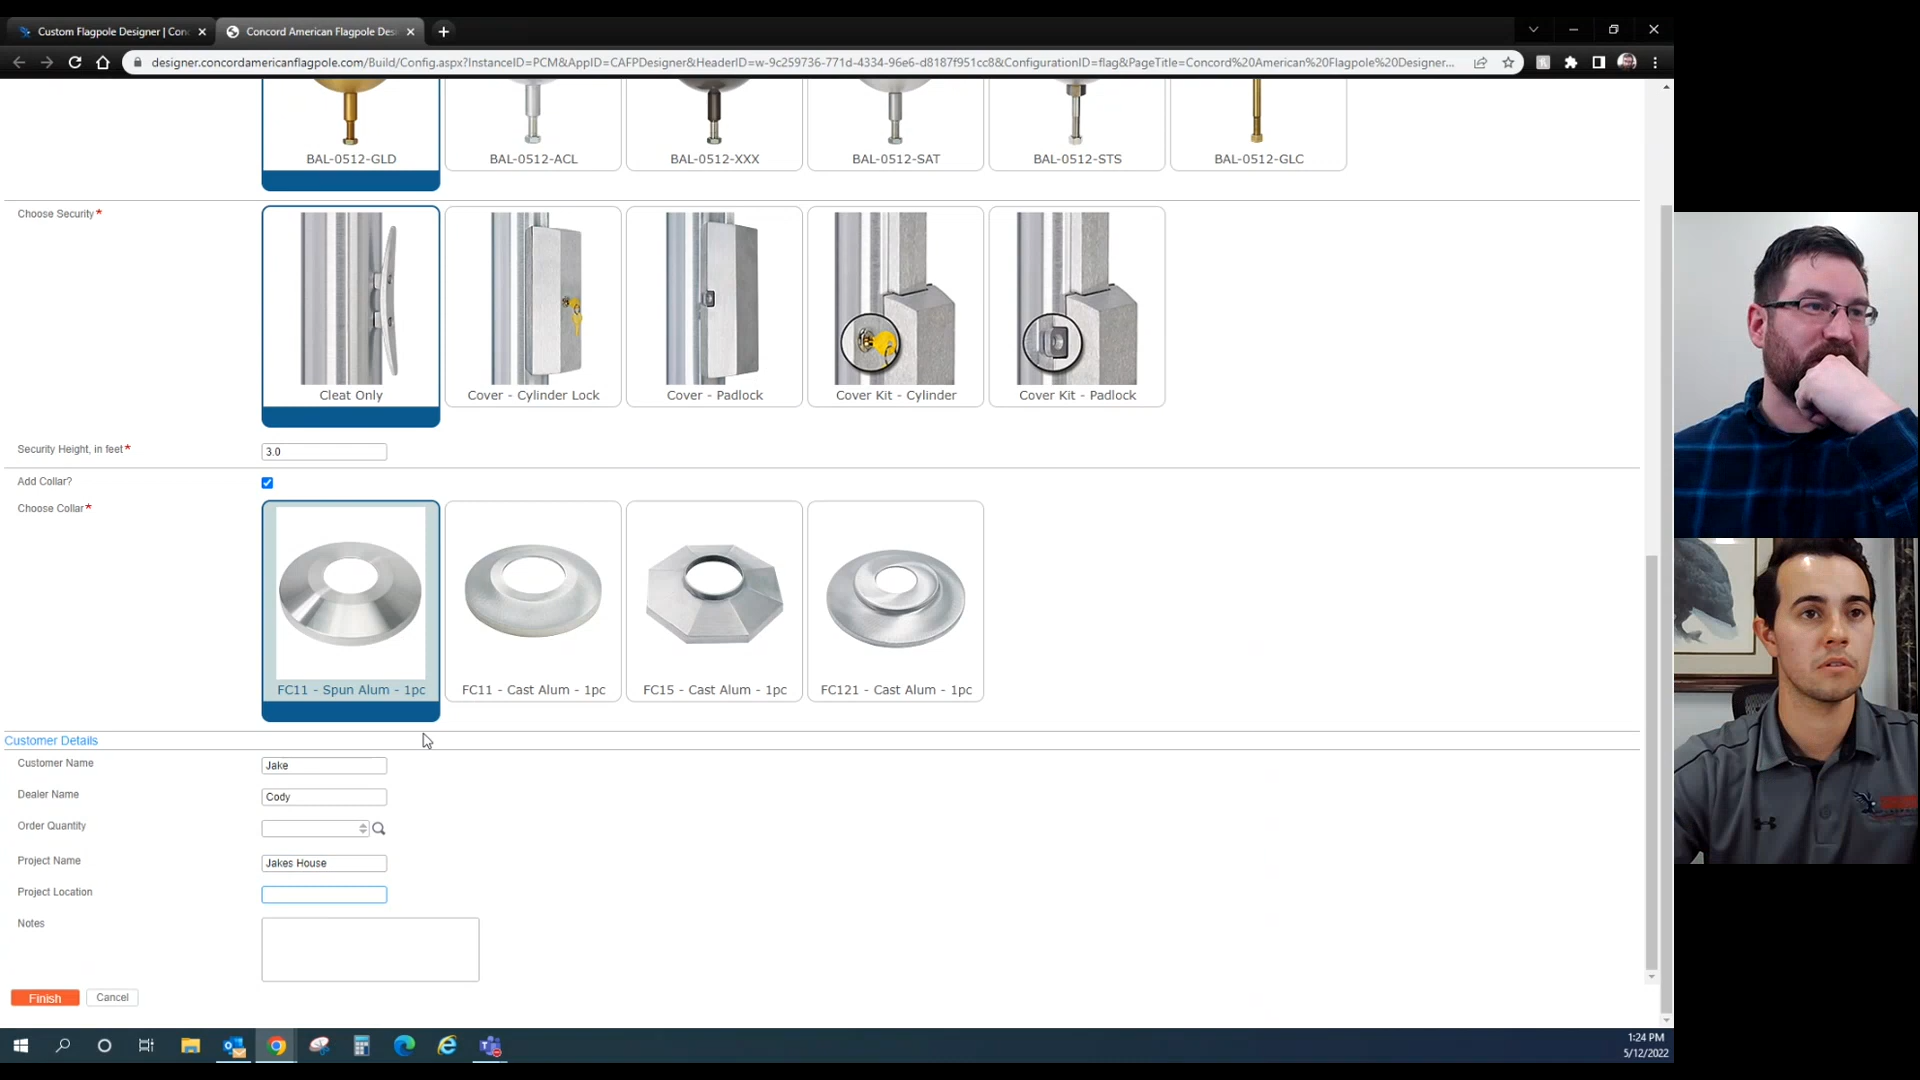 Custom Flagpole Designer | Con
Concord American Flagpole Des
designer.concordamericanflagpole.com/Build/Config.aspx?InstanceID=PCM&AppID=CAFPDesigner&HeaderID=w-9c259736-771d-4334-96e6-d8187f951cc8&ConfigurationID=flag&PageTitle=Concord%20American%20Flagpole%20Designer...
BAL-0512-GLD
BAL-0512-ACL
BAL-0512-XXX
BAL-0512-SAT
BAL-0512-STS
BAL-0512-GLC
Choose Security*
Cleat Only
Cover - Cylinder Lock
Cover - Padlock
Cover Kit - Cylinder
Cover Kit - Padlock
Security Height, in feet*
3.0
Add Collar?
Choose Collar*
FC11 - Spun Alum - 1pc
FC11 - Cast Alum - 1pc
FC15 - Cast Alum - 1pc
FC121 - Cast Alum - 1pc
Customer Details
Customer Name
Jake
Dealer Name
Cody
Order Quantity
Project Name
Jakes House
Project Location
Notes
Finish
Cancel
1:24 PM
5/12/2022